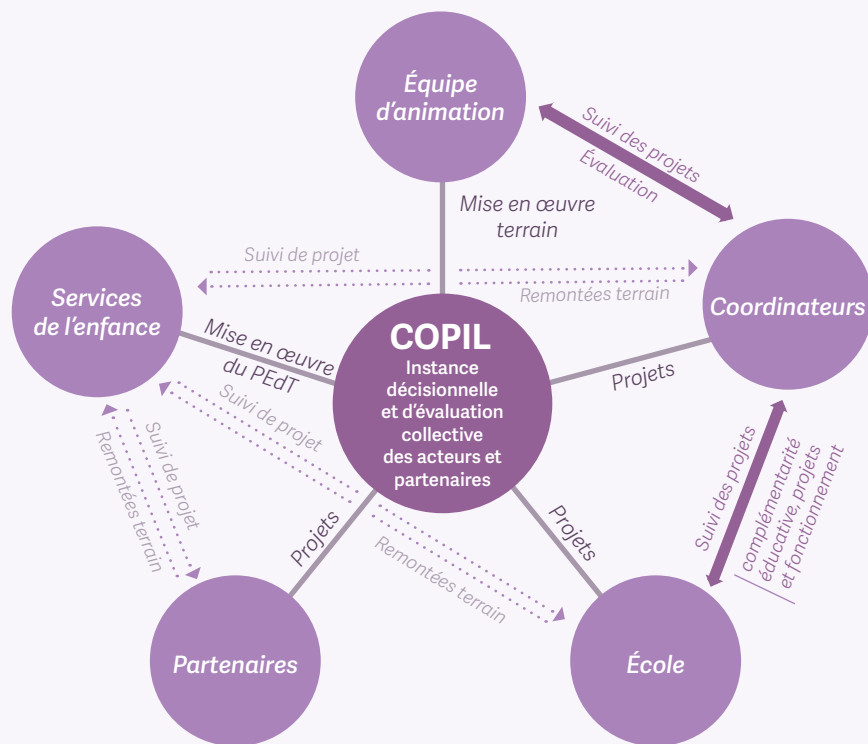 Équipe
d'animation
Suivi des projets
Évaluation
Mise en œuvre
terrain
Suivi de projet
Remontées terrain
Services
de l'enfance
Coordinateurs
COPIL
Instance
décisionnelle
et d'évaluation
collective
des acteurs et
partenaires
Mise en œuvre
du PEdT
Projets
Suivi de projet
Suivi de projet
Remontées terrain
Suivi des projets
complémentarité
éducative, projets
et fonctionnement
Projets
Projets
Remontées terrain
Partenaires
École